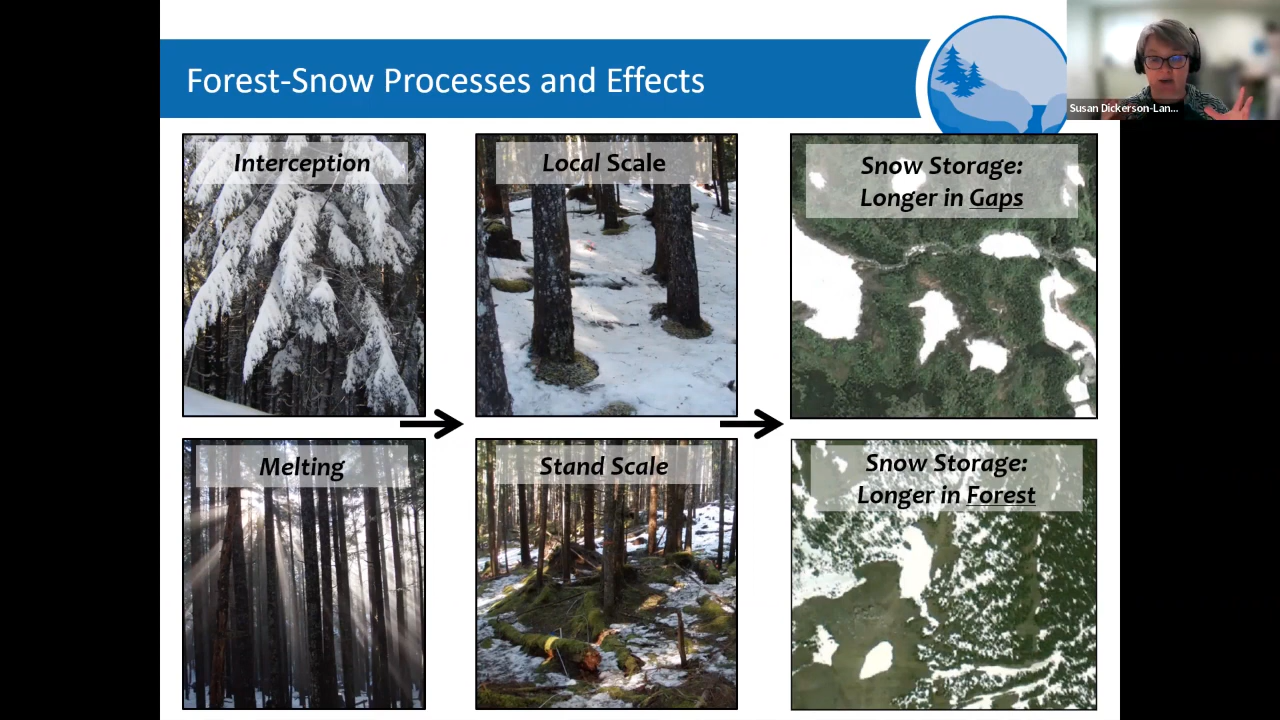 Forest-Snow Processes and Effects
Susan Dickerson-Lan...
Interception
Local Scale
Snow Storage:
Longer in Gaps
Melting
Stand Scale
Snow Storage:
Longer in Forest